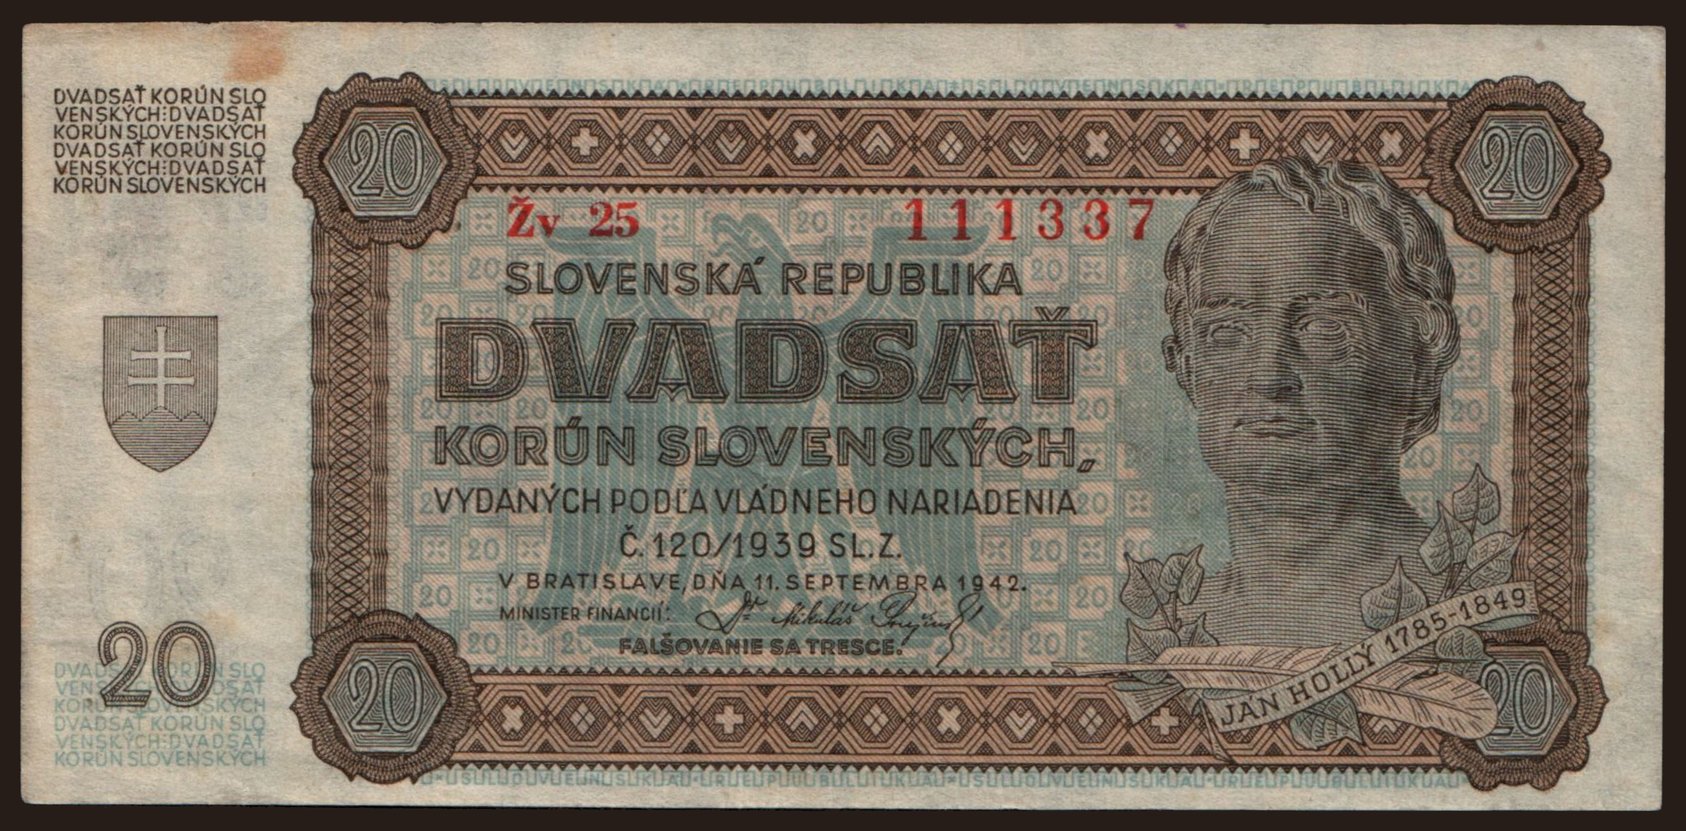 DVADSAŤ KORÚN SLO
VENSKÝCH:DVADSAŤ
KORÚN SLOVENSKÝCH
DVADSAŤ KORÚN SLO
VENSKÝCH:DVADSAŤ
KORÚN SLOVENSKÝCH
20
20
Žv 25
111337
SLOVENSKÁ REPUBLIKA
DVADSAŤ
KORÚN SLOVENSKÝCH,
VYDANÝCH PODĽA VLÁDNEHO NARIADENIA
Č. 120/1939 SL. Z.
V BRATISLAVE, DŇA 11. SEPTEMBRA 1942.
MINISTER FINANCIÍ:
FALŠOVANIE SA TRESCE.
JÁN HOLLÝ 1785-1849
20
DVADSAŤ KORÚN SLO
VENSKÝCH:DVADSAŤ
KORÚN SLOVENSKÝCH
DVADSAŤ KORÚN SLO
VENSKÝCH:DVADSAŤ
KORÚN SLOVENSKÝCH
20
20